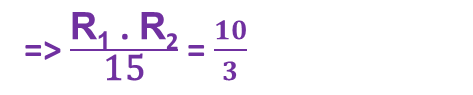 => R₁ . R₂ / 15 = 10 / 3